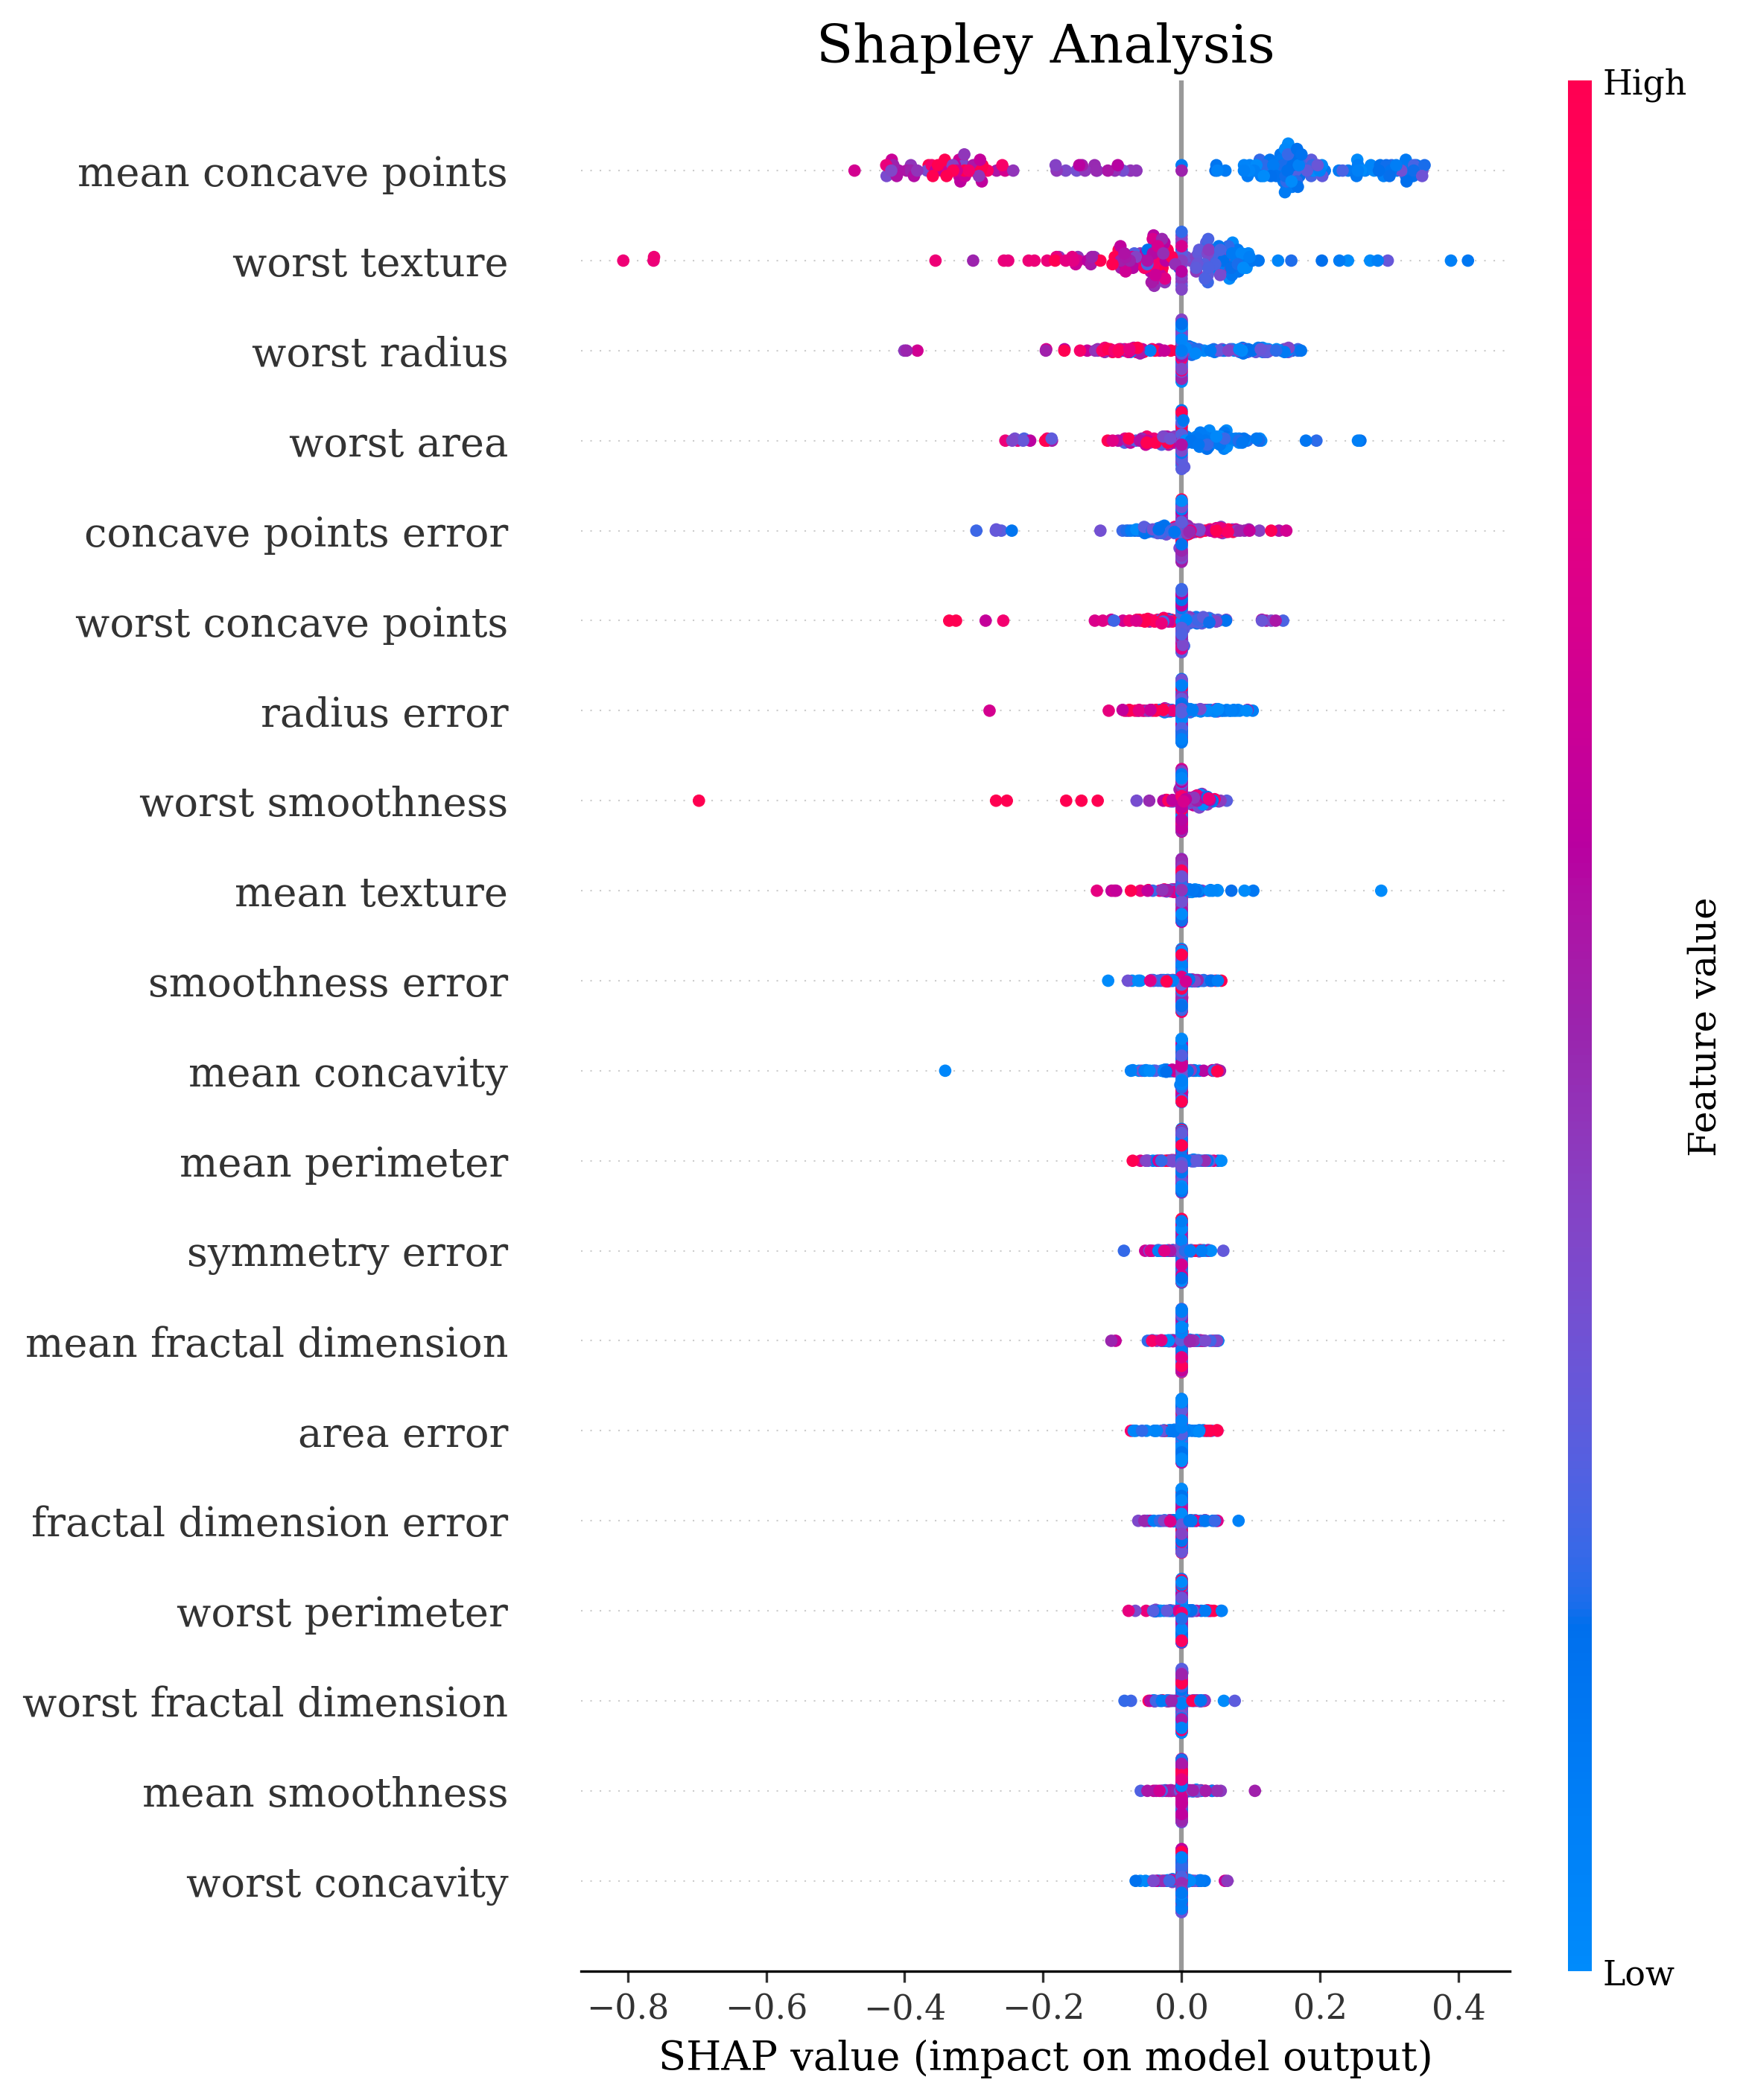 Shapley Analysis
High
mean concave points
worst texture
worst radius
worst area
concave points error
worst concave points
radius error
worst smoothness
mean texture
smoothness error
mean concavity
mean perimeter
symmetry error
mean fractal dimension
area error
fractal dimension error
worst perimeter
worst fractal dimension
mean smoothness
worst concavity
Feature value
Low
−0.8 −0.6 −0.4 −0.2 0.0 0.2 0.4
SHAP value (impact on model output)